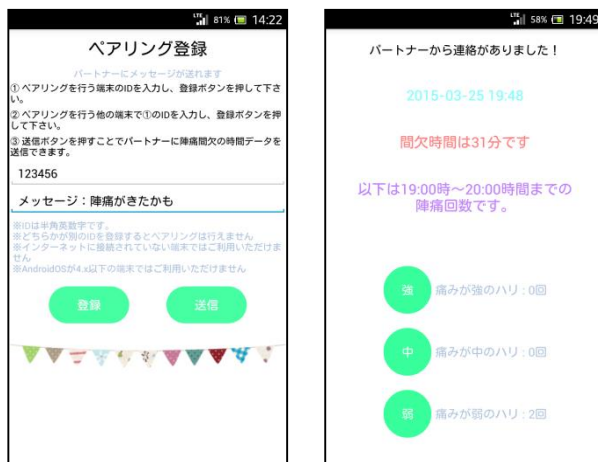 LTE 81% 14:22
ペアリング登録
パートナーにメッセージが送れます
① ペアリングを行う端末のIDを入力し、登録ボタンを押して下さ
い。
② ペアリングを行う他の端末で①のIDを入力し、登録ボタンを押
して下さい。
③ 送信ボタンを押すことでパートナーに陣痛間欠の時間データを
送信できます。
123456
メッセージ：陣痛がきたかも
※IDは半角英数字です。
※どちらかが別のIDを登録するとペアリングは行えません
※インターネットに接続されていない端末ではご利用いただけま
せん
※AndroidOSが4.x以下の端末ではご利用いただけません
登録 送信
LTE 58% 19:49
パートナーから連絡がありました！
2015-03-25 19:48
間欠時間は31分です
以下は19:00時〜20:00時間までの
陣痛回数です。
強 痛みが強のハリ : 0回
中 痛みが中のハリ : 0回
弱 痛みが弱のハリ : 2回